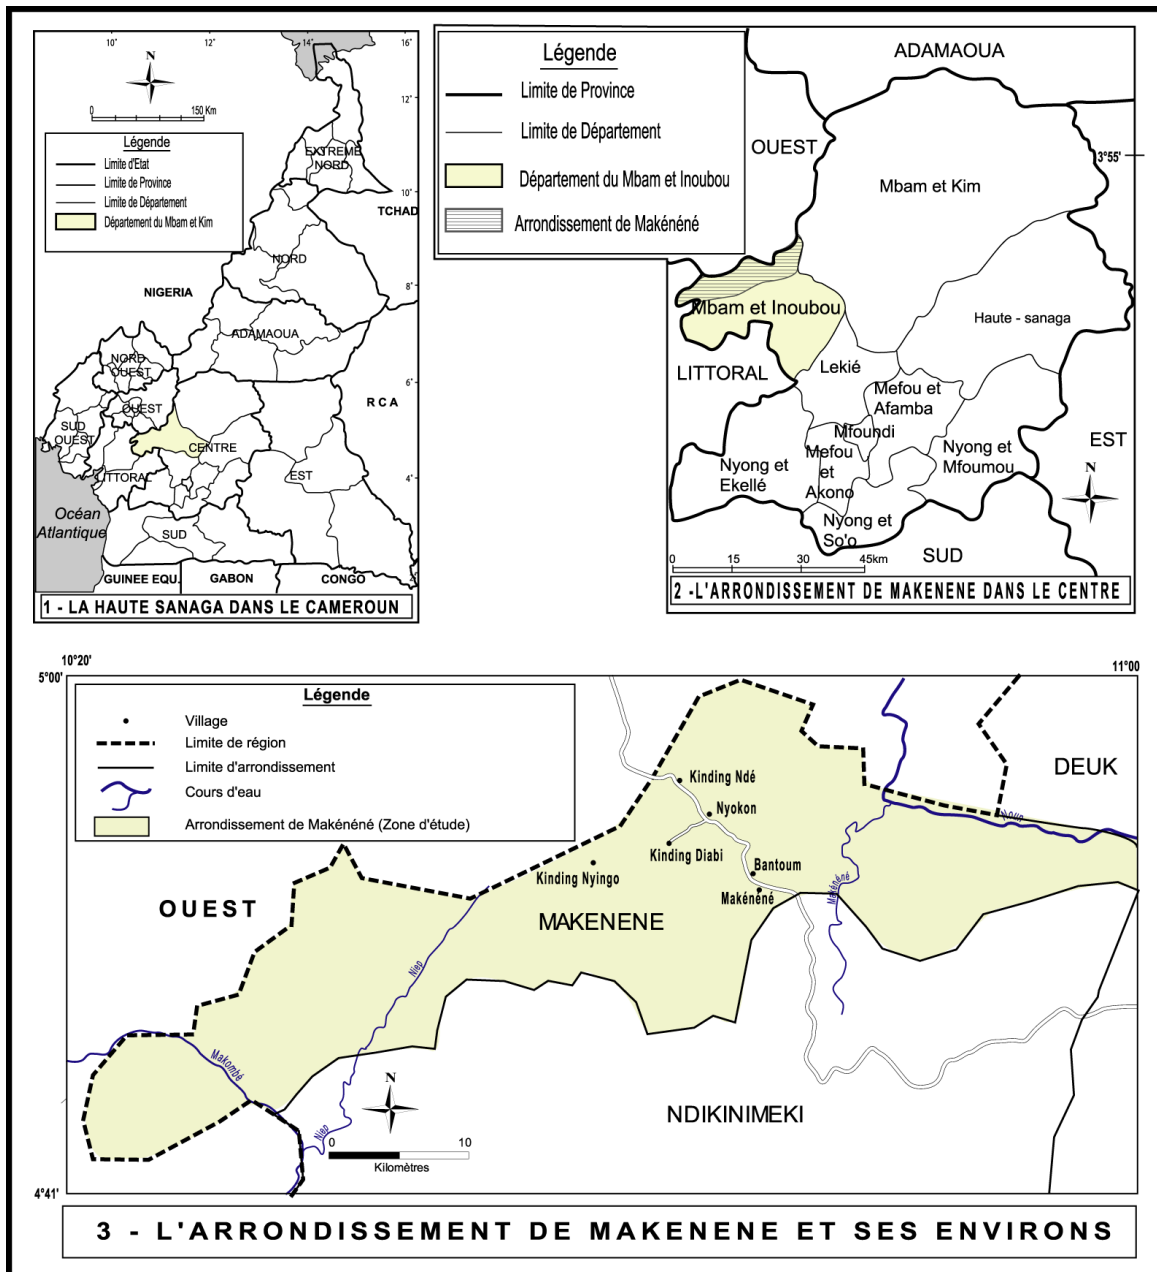 10°
12°
14°
16°
N
0
150 Km
Légende
Limite d'Etat
Limite de Province
Limite de Département
Département du Mbam et Kim
12°
10°
8°
6°
4°
EXTREME
NORD
TCHAD
NORD
NIGERIA
ADAMAOUA
NORD
OUEST
OUEST
SUD
OUEST
R C A
CENTRE
LITTORAL
EST
Océan
Atlantique
SUD
GUINEE EQU.
GABON
CONGO
1 - LA HAUTE SANAGA DANS LE CAMEROUN
Légende
Limite de Province
Limite de Département
Département du Mbam et Inoubou
Arrondissement de Makénéné
ADAMAOUA
OUEST
3°55'
Mbam et Kim
Mbam et Inoubou
Haute - sanaga
LITTORAL
Lekié
Mefou et
Afamba
Mfoundi
EST
Mefou
et
Akono
Nyong et
Mfoumou
Nyong et
Ekellé
N
Nyong et
So'o
SUD
0
15
30
45km
2 -L'ARRONDISSEMENT DE MAKENENE DANS LE CENTRE
10°20'
11°00
5°00'
Légende
Village
Limite de région
Limite d'arrondissement
Cours d'eau
Arrondissement de Makénéné (Zone d'étude)
DEUK
Kinding Ndé
Nyokon
Noun
Kinding Diabi
Bantoum
Kinding Nyingo
Makénéné
Makénéné
OUEST
MAKENENE
Niep
Makombé
N
NDIKINIMEKI
Niep
0
10
Kilomètres
4°41'
3 - L'ARRONDISSEMENT DE MAKENENE ET SES ENVIRONS